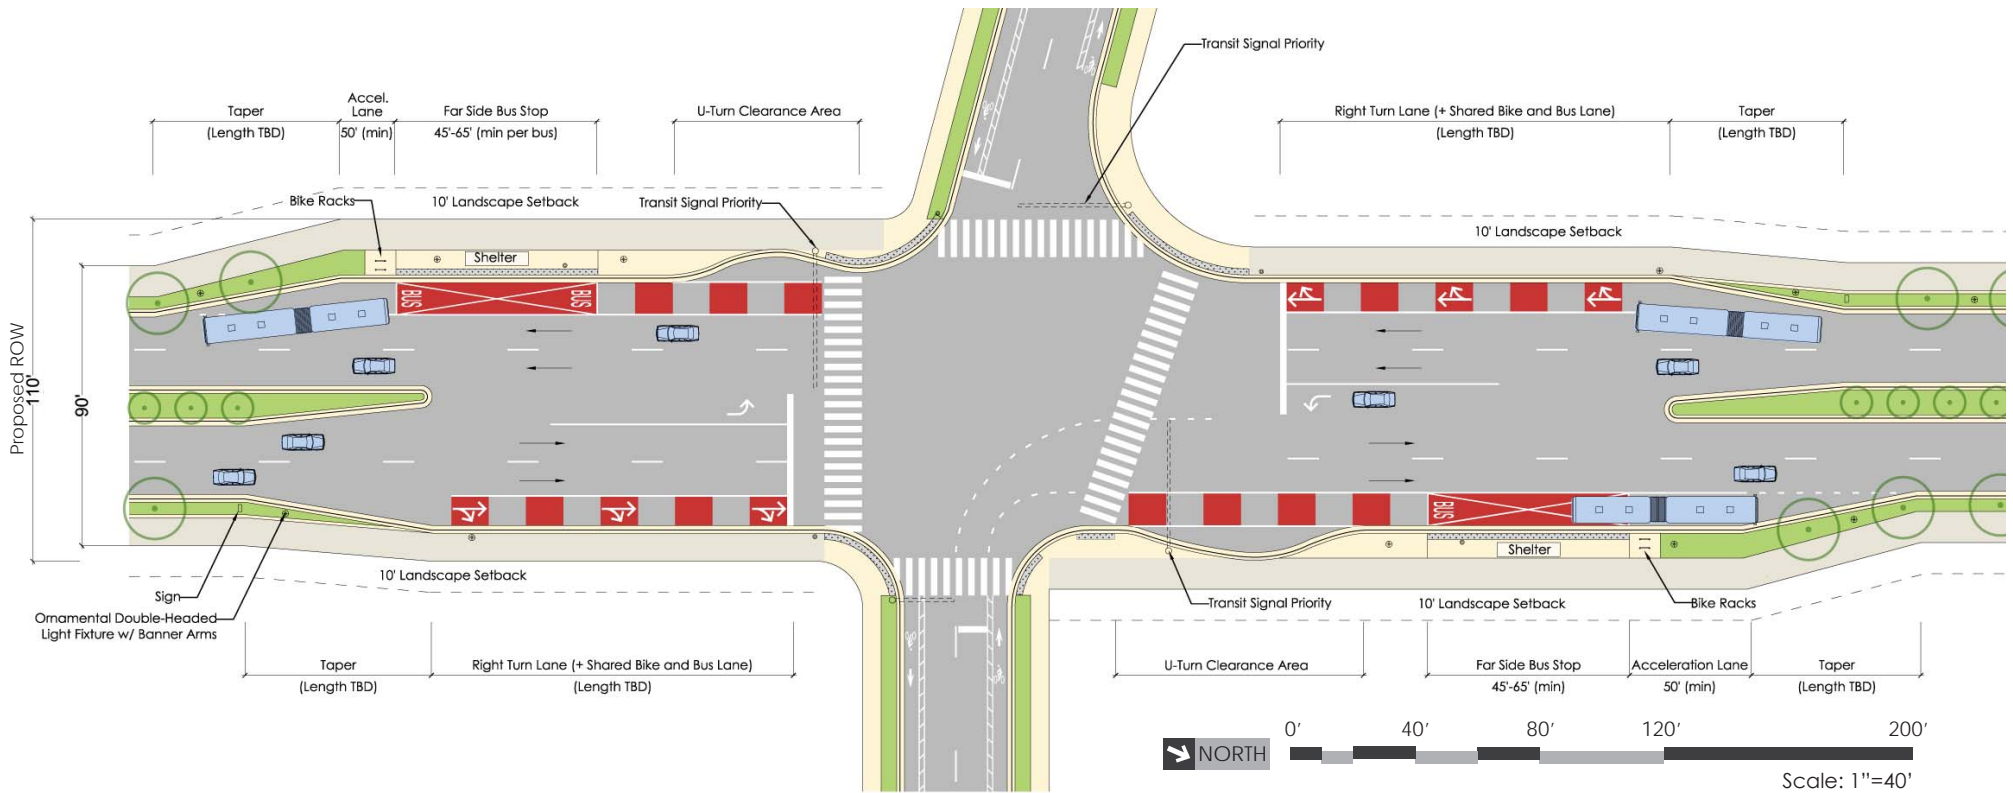 Transit Signal Priority
Taper
(Length TBD)
Accel.
Lane
50' (min)
Far Side Bus Stop
45'-65' (min per bus)
U-Turn Clearance Area
Right Turn Lane (+ Shared Bike and Bus Lane)
(Length TBD)
Taper
(Length TBD)
Bike Racks
10' Landscape Setback
Transit Signal Priority
10' Landscape Setback
Shelter
BUS
BUS
Proposed ROW
110'
90'
BUS
Shelter
10' Landscape Setback
Sign
Ornamental Double-Headed
Light Fixture w/ Banner Arms
Transit Signal Priority
10' Landscape Setback
Bike Racks
Taper
(Length TBD)
Right Turn Lane (+ Shared Bike and Bus Lane)
(Length TBD)
U-Turn Clearance Area
Far Side Bus Stop
45'-65' (min)
Acceleration Lane
50' (min)
Taper
(Length TBD)
NORTH
0'
40'
80'
120'
200'
Scale: 1”=40'